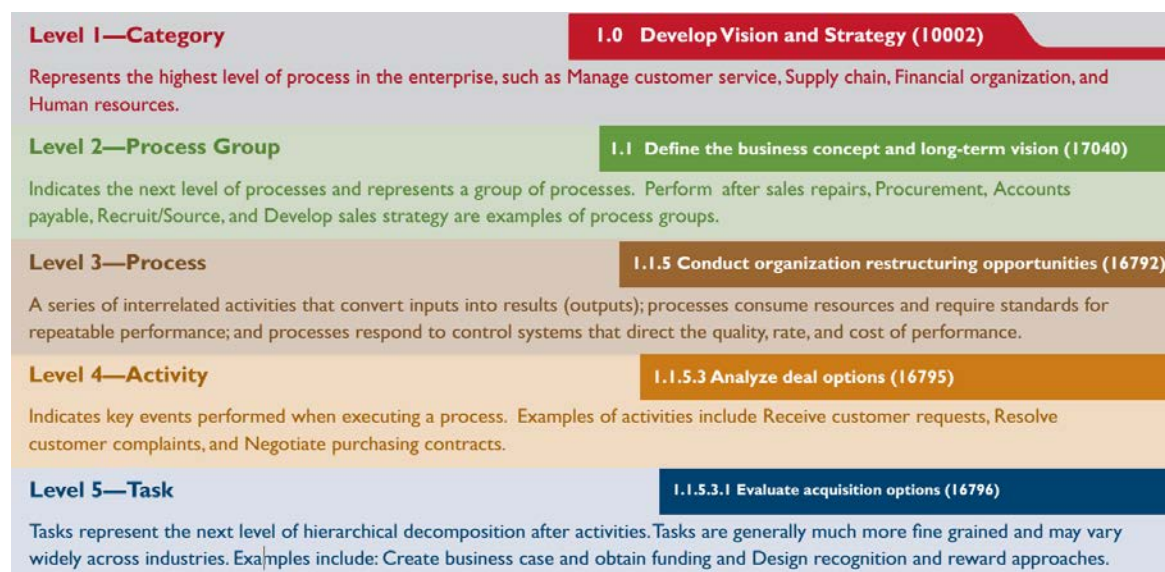 Level 1—Category
1.0 Develop Vision and Strategy (10002)
Represents the highest level of process in the enterprise, such as Manage customer service, Supply chain, Financial organization, and
Human resources.
Level 2—Process Group
1.1 Define the business concept and long-term vision (17040)
Indicates the next level of processes and represents a group of processes. Perform after sales repairs, Procurement, Accounts
payable, Recruit/Source, and Develop sales strategy are examples of process groups.
Level 3—Process
1.1.5 Conduct organization restructuring opportunities (16792)
A series of interrelated activities that convert inputs into results (outputs); processes consume resources and require standards for
repeatable performance; and processes respond to control systems that direct the quality, rate, and cost of performance.
Level 4—Activity
1.1.5.3 Analyze deal options (16795)
Indicates key events performed when executing a process. Examples of activities include Receive customer requests, Resolve
customer complaints, and Negotiate purchasing contracts.
Level 5—Task
1.1.5.3.1 Evaluate acquisition options (16796)
Tasks represent the next level of hierarchical decomposition after activities. Tasks are generally much more fine grained and may vary
widely across industries. Examples include: Create business case and obtain funding and Design recognition and reward approaches.